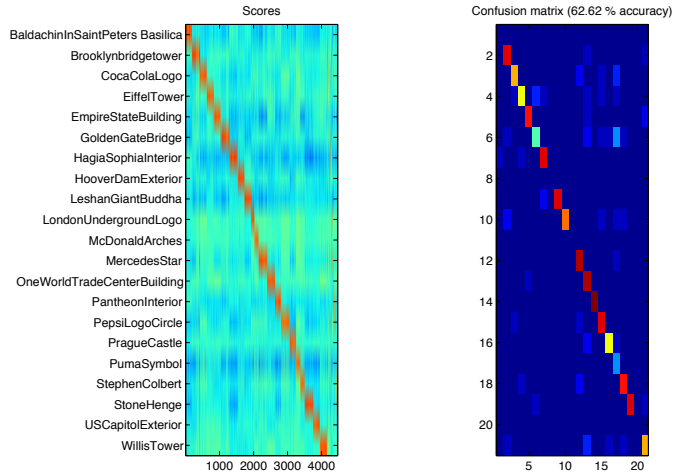 Scores
BaldachinInSaintPeters Basilica
Brooklynbridgetower
CocaColaLogo
EiffelTower
EmpireStateBuilding
GoldenGateBridge
HagiaSophiaInterior
HooverDamExterior
LeshanGiantBuddha
LondonUndergroundLogo
McDonaldArches
MercedesStar
OneWorldTradeCenterBuilding
PantheonInterior
PepsiLogoCircle
PragueCastle
PumaSymbol
StephenColbert
StoneHenge
USCapitolExterior
WillisTower
1000 2000 3000 4000
Confusion matrix (62.62 % accuracy)
2
4
6
8
10
12
14
16
18
20
5 10 15 20